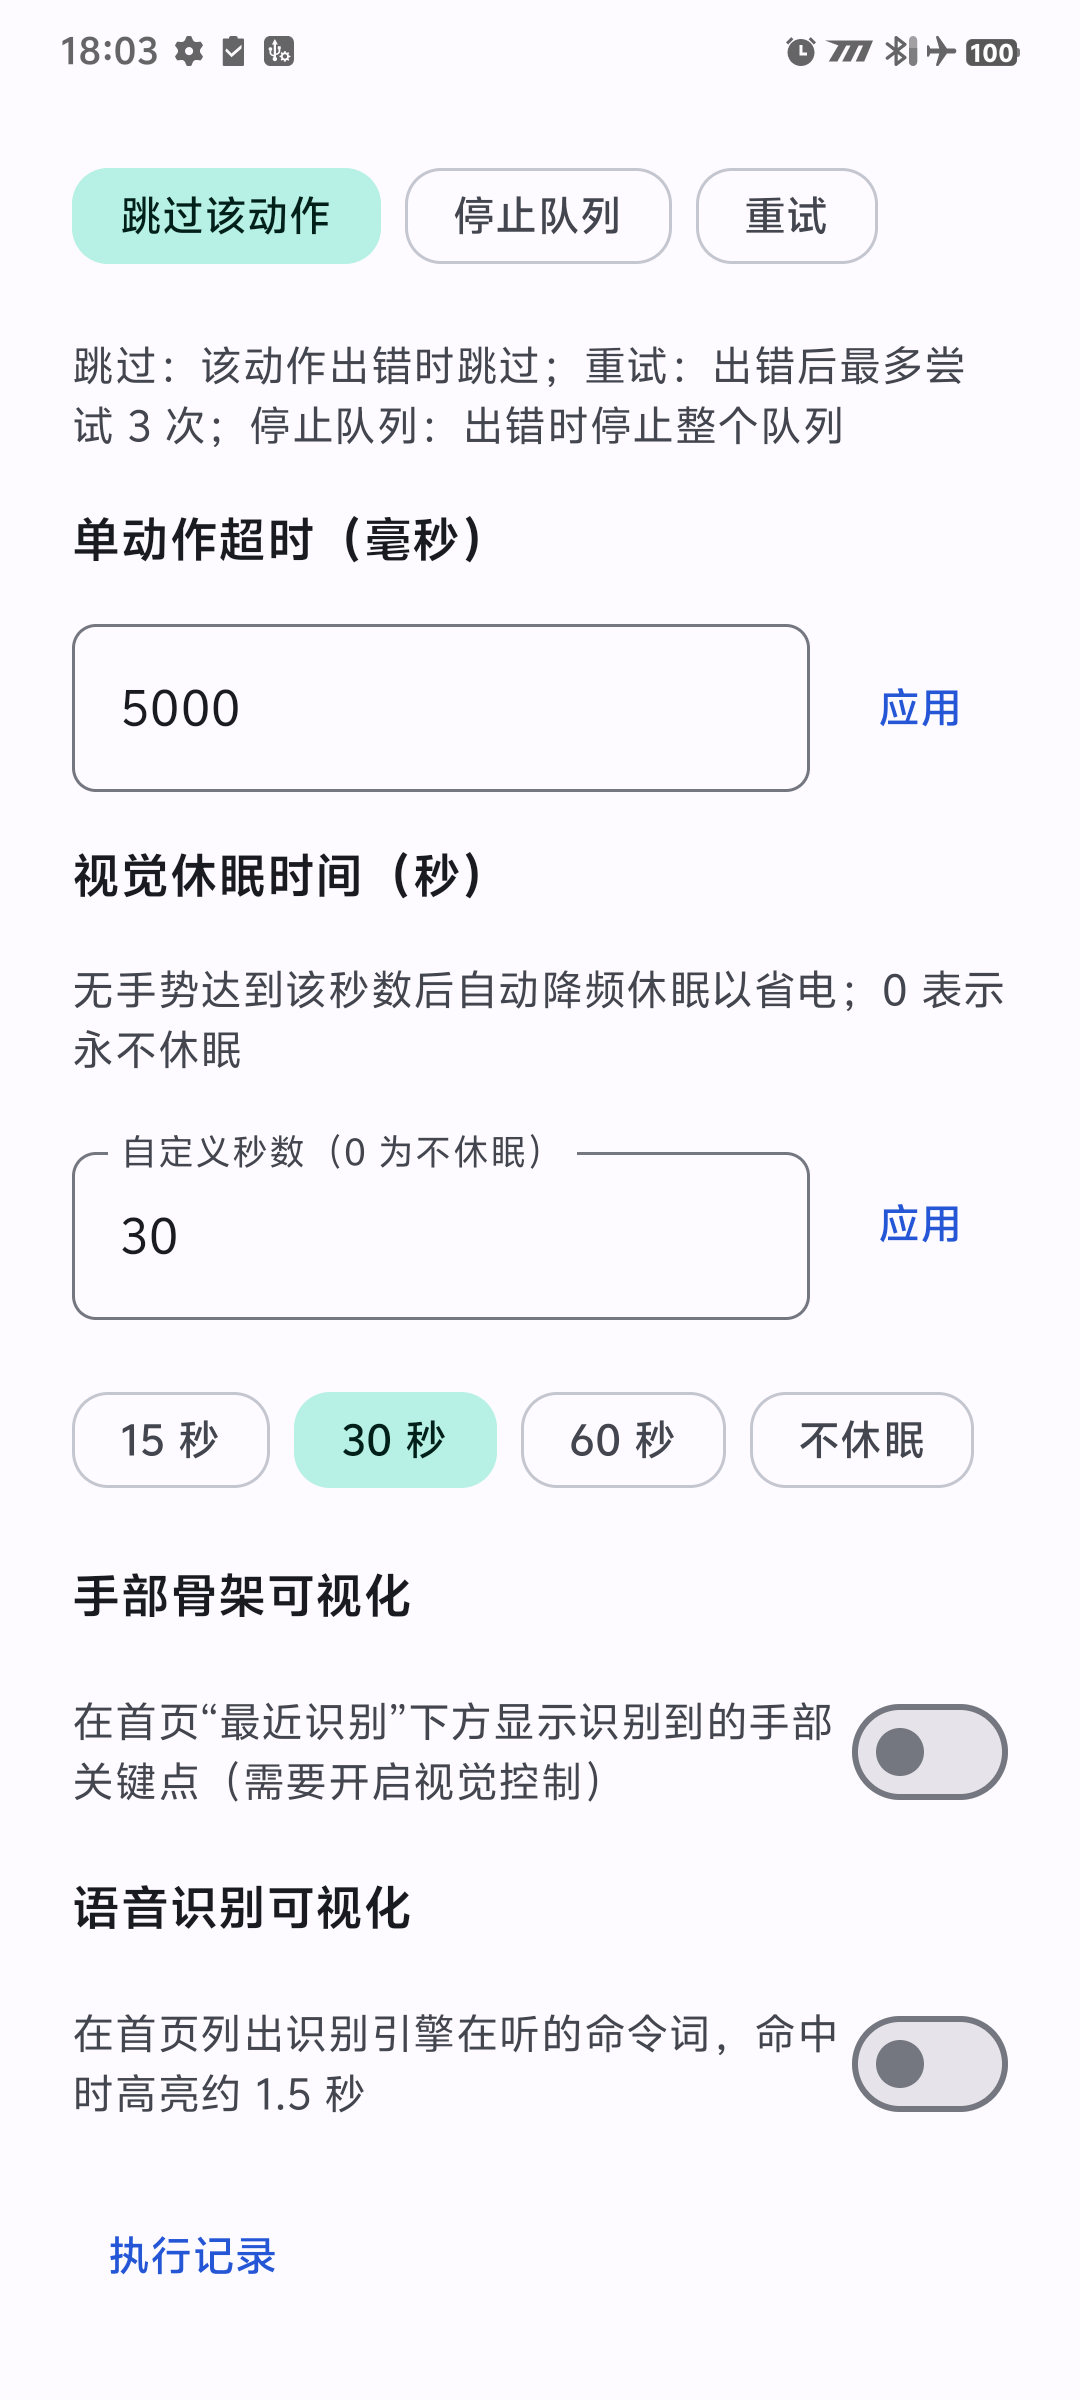 18:03
100
跳过该动作 停止队列 重试
跳过：该动作出错时跳过；重试：出错后最多尝
试 3 次；停止队列：出错时停止整个队列
单动作超时（毫秒）
5000 应用
视觉休眠时间（秒）
无手势达到该秒数后自动降频休眠以省电；0 表示
永不休眠
自定义秒数（0 为不休眠）
30 应用
15 秒 30 秒 60 秒 不休眠
手部骨架可视化
在首页“最近识别”下方显示识别到的手部
关键点（需要开启视觉控制）
语音识别可视化
在首页列出识别引擎在听的命令词，命中
时高亮约 1.5 秒
执行记录